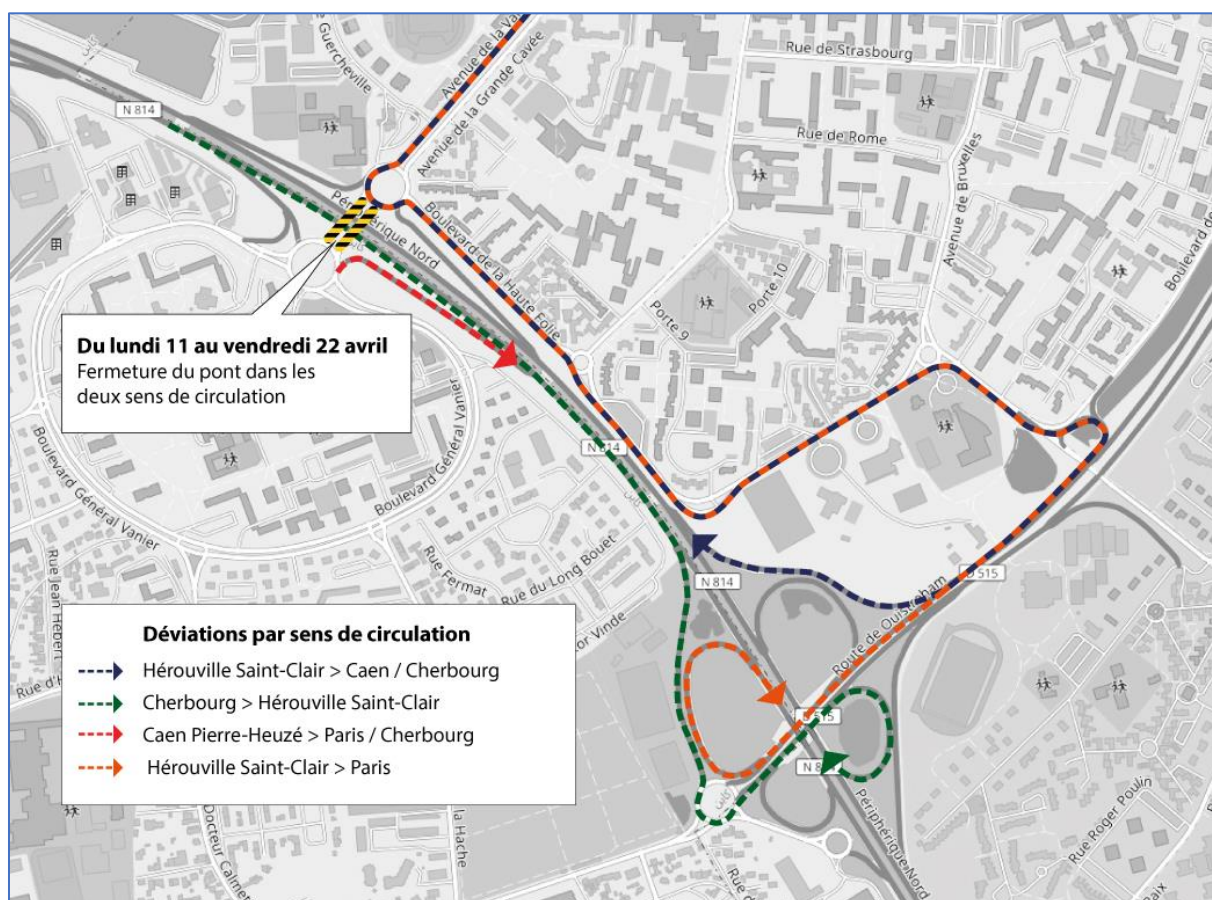 Rue de Strasbourg
Guercheville
Avenue de la Grande Cavée
N 814
Rue de Rome
Avenue de Bruxelles
Périphérique Nord
Boulevard de la Haute Folie
Porte 10
Porte 9
Du lundi 11 au vendredi 22 avril
Fermeture du pont dans les
deux sens de circulation
N 814
Boulevard Général Vanier
Boulevard Général Vanier
Rue Fermat
Rue du Long Bouet
N 814
D 515
Route de Ouistreham
Déviations par sens de circulation
Hérouville Saint-Clair > Caen / Cherbourg
Cherbourg > Hérouville Saint-Clair
Caen Pierre-Heuzé > Paris / Cherbourg
Hérouville Saint-Clair > Paris
Périphérique Nord
Rue Roger Poulin
la Hache